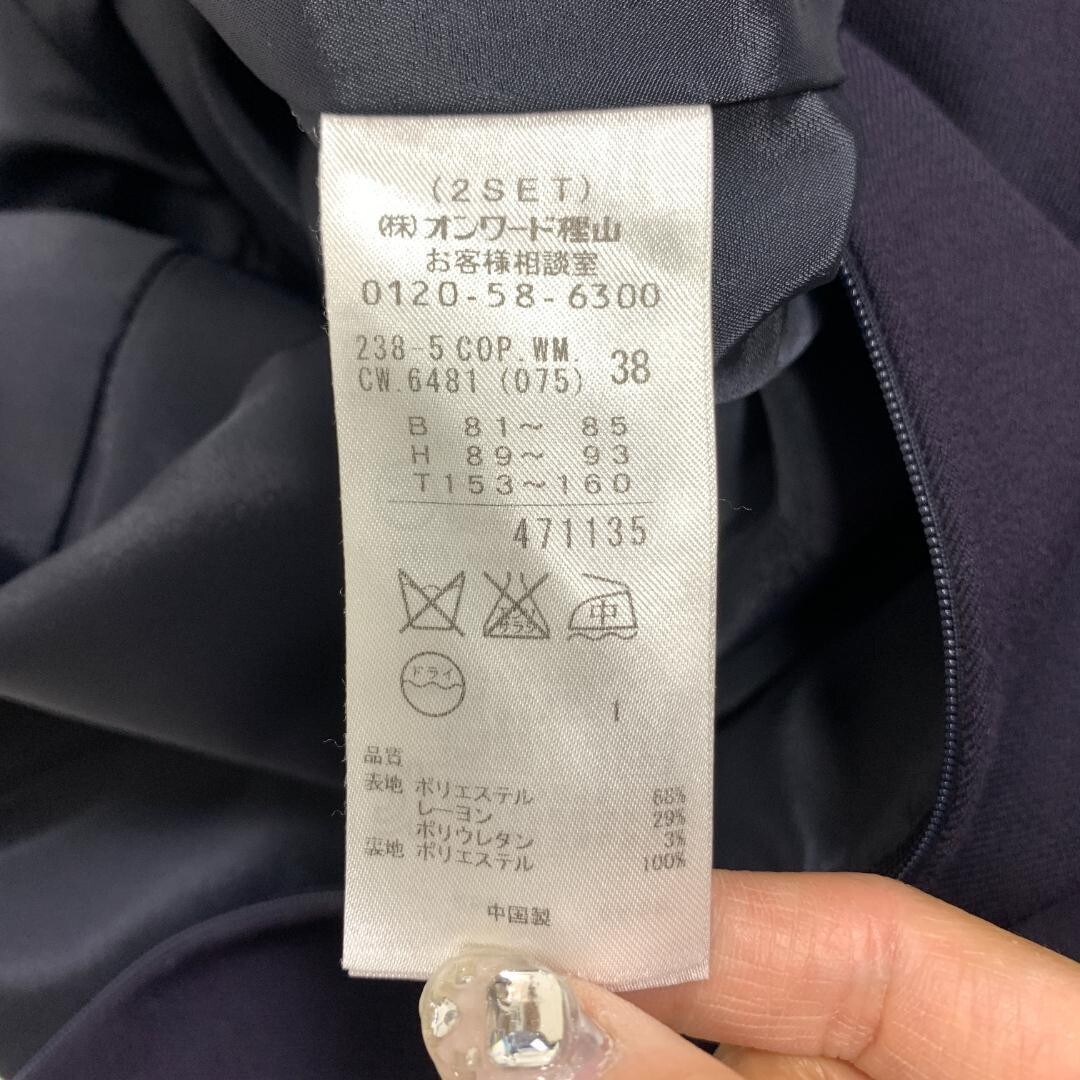 (2SET)
(株)オンワード樫山
お客様相談室
0120-58-6300
238-5 COP.WM. 38
CW.6481 (075)
B 81～ 85
H 89～ 93
T153～160
471135
中
ドライ
品質
表地 ポリエステル 68%
レーヨン 29%
ポリウレタン 3%
裏地 ポリエステル 100%
中国製